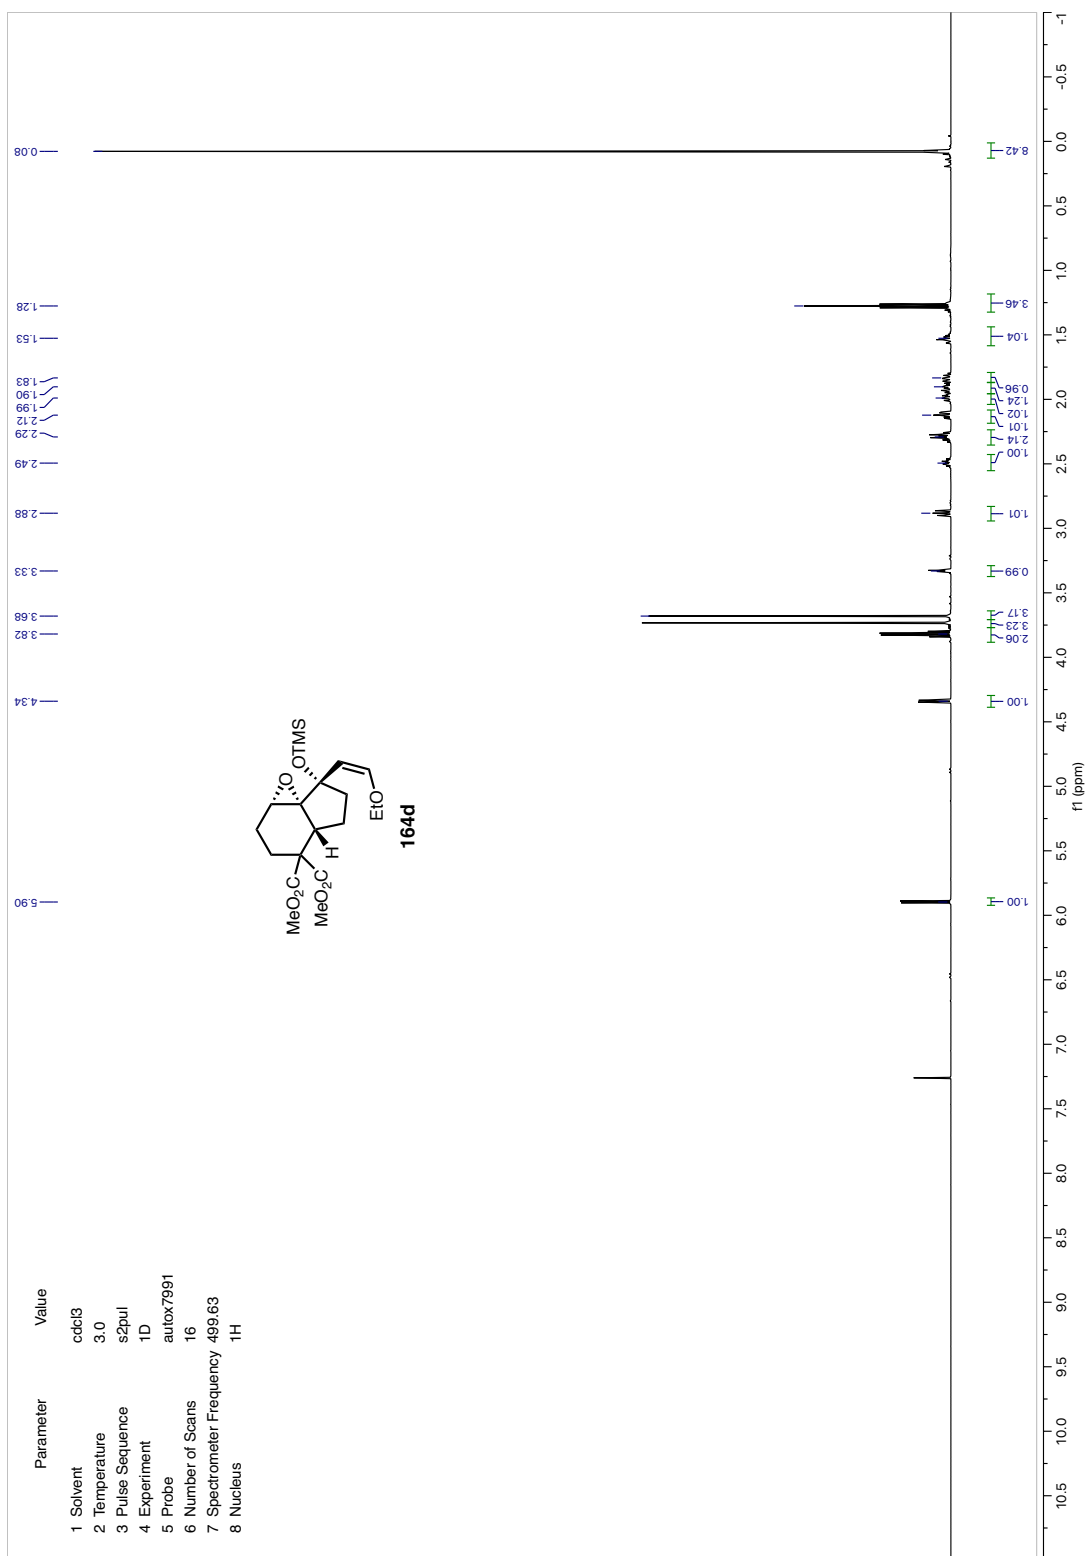 Parameter Value
1 Solvent cdcl3
2 Temperature 3.0
3 Pulse Sequence s2pul
4 Experiment 1D
5 Probe autox7991
6 Number of Scans 16
7 Spectrometer Frequency 499.63
8 Nucleus 1H
5.90
4.34
3.82
3.68
3.33
2.88
2.49
2.29
2.12
1.99
1.90
1.83
1.53
1.28
0.08
O
OTMS
MeO2C
MeO2C
H
EtO
164d
1.00
1.00
2.06
3.23
3.17
0.99
1.01
1.00
2.14
1.01
1.02
1.24
0.96
1.04
3.46
8.42
10.5 10.0 9.5 9.0 8.5 8.0 7.5 7.0 6.5 6.0 5.5 5.0 4.5 4.0 3.5 3.0 2.5 2.0 1.5 1.0 0.5 0.0 -0.5 -1
f1 (ppm)